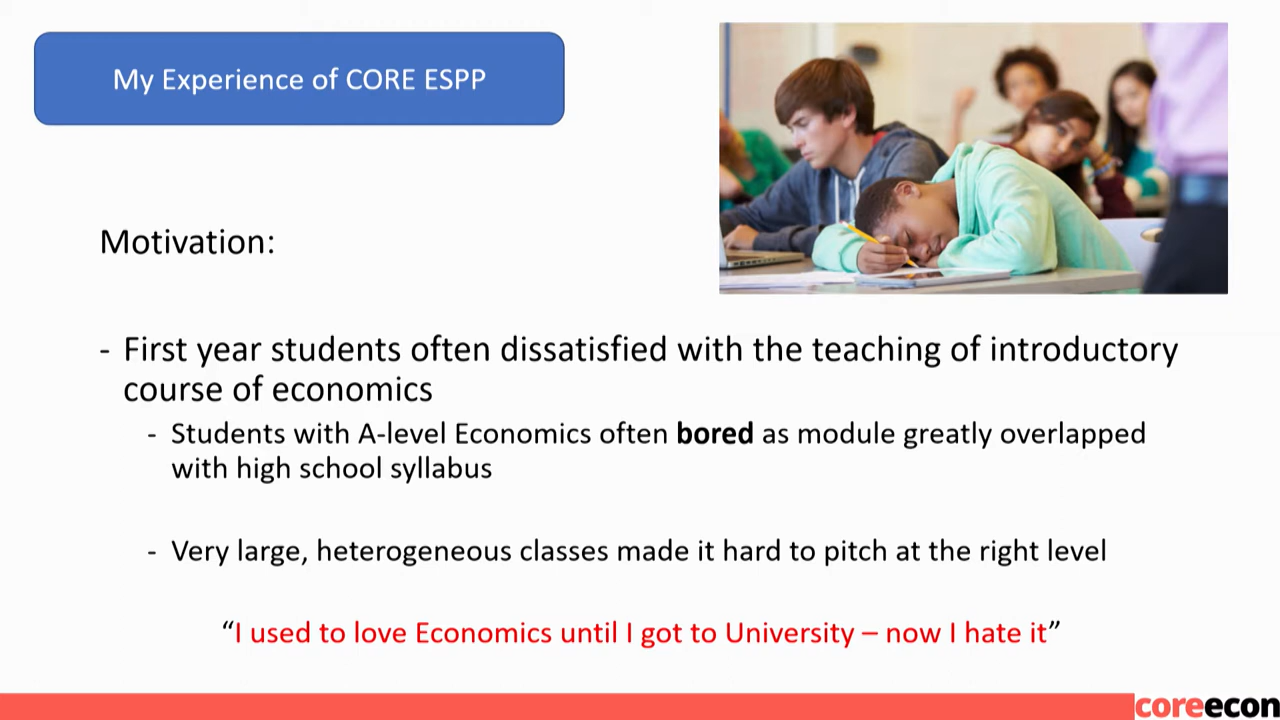 My Experience of CORE ESPP
Motivation:
- First year students often dissatisfied with the teaching of introductory
course of economics
- Students with A-level Economics often bored as module greatly overlapped
with high school syllabus
- Very large, heterogeneous classes made it hard to pitch at the right level
“I used to love Economics until I got to University – now I hate it”
coreecon